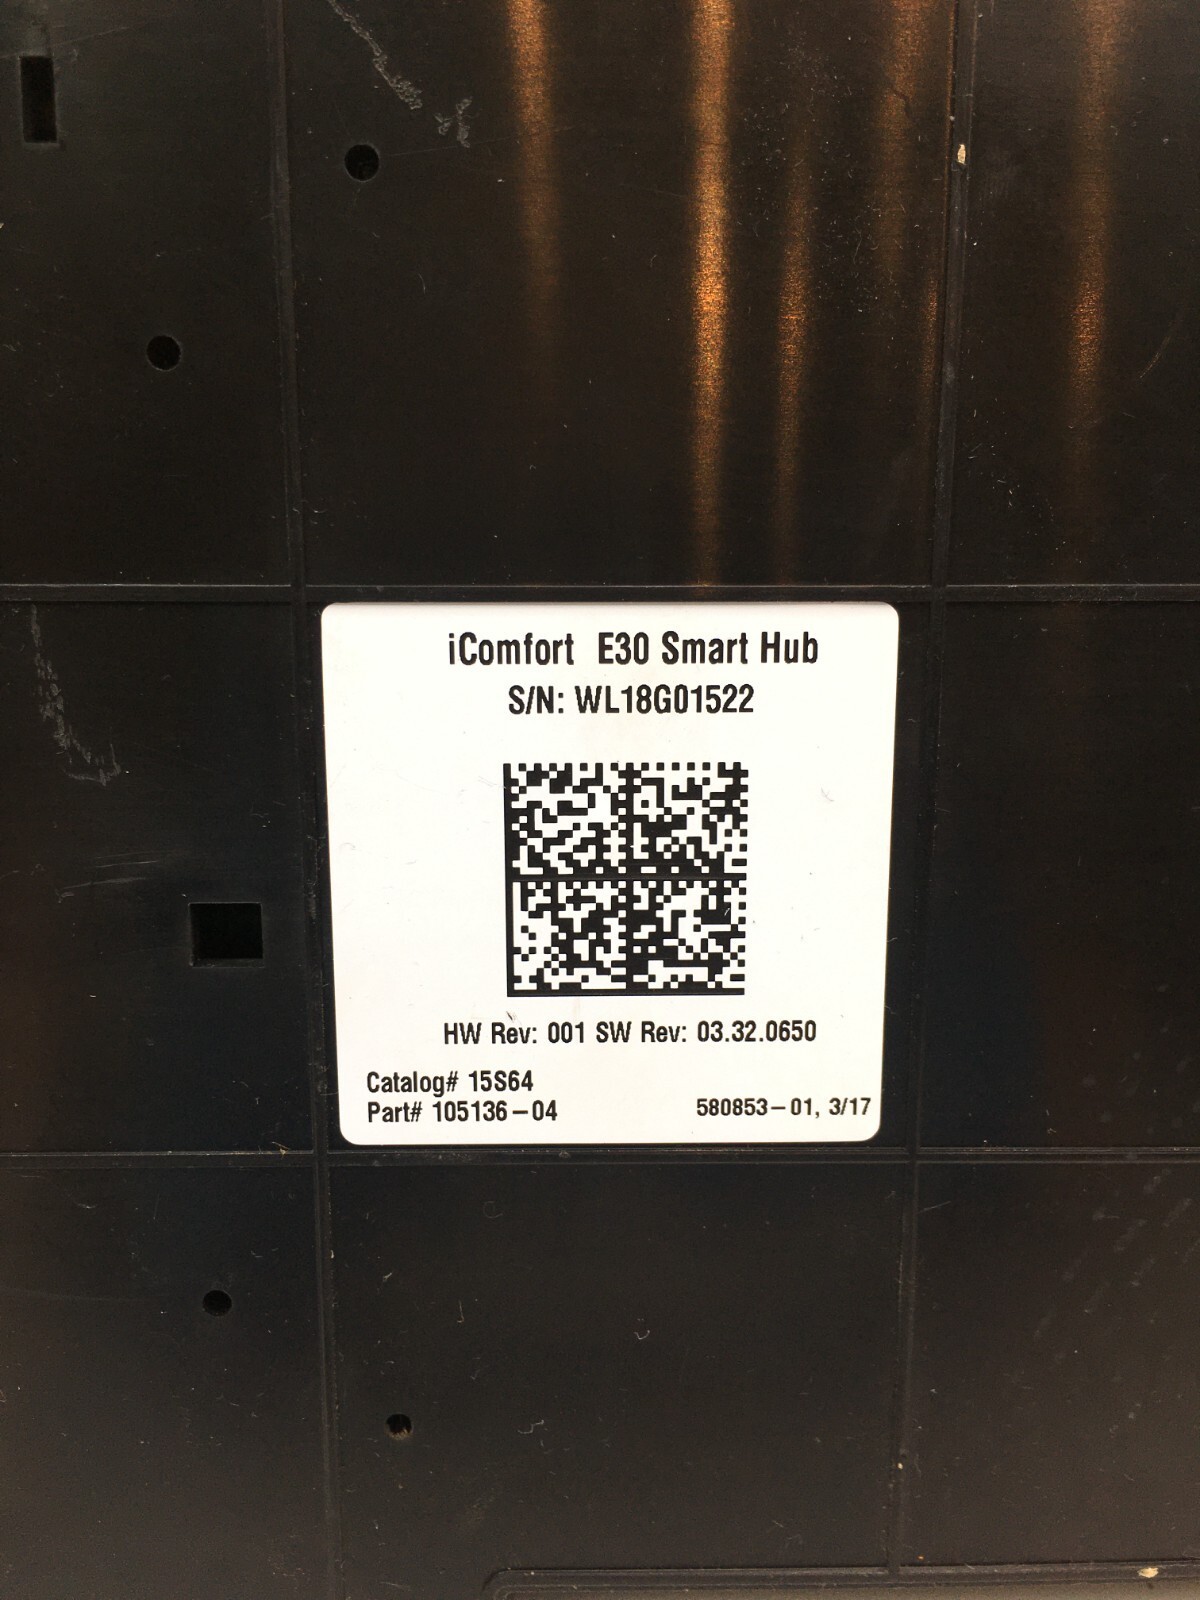 iComfort E30 Smart Hub
S/N: WL18G01522
HW Rev: 001 SW Rev: 03.32.0650
Catalog# 15S64
Part# 105136-04
580853-01, 3/17